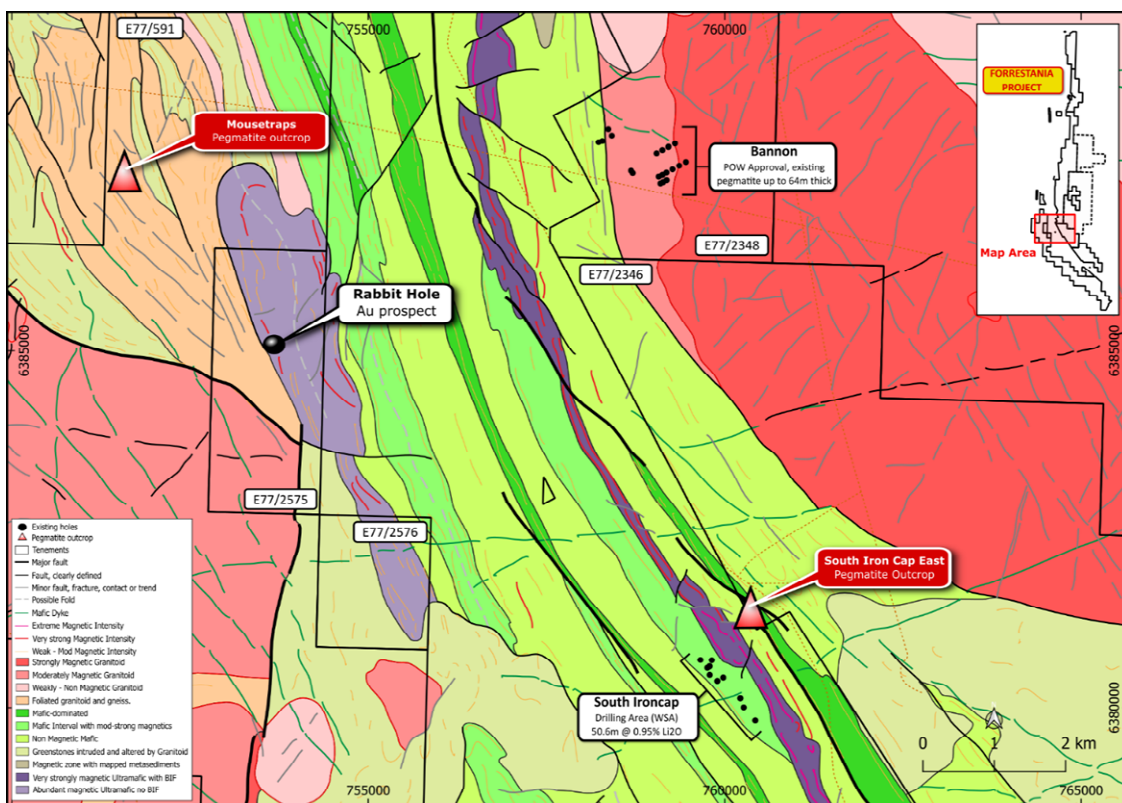 E77/591
755000
760000
FORRESTANIA
PROJECT
Map Area
Mousetraps
Pegmatite outcrop
Bannon
POW Approval, existing
pegmatite up to 64m thick
E77/2348
E77/2346
Rabbit Hole
Au prospect
6385000
6385000
E77/2575
E77/2576
South Iron Cap East
Pegmatite Outcrop
South Ironcap
Drilling Area (WSA)
50.6m @ 0.95% Li2O
6380000
Existing holes
Pegmatite outcrop
Tenements
Major fault
Fault, clearly defined
Minor fault, fracture, contact or trend
Possible Fold
Mafic Dyke
Extreme Magnetic Intensity
Very strong Magnetic Intensity
Weak - Mod Magnetic Intensity
Strongly Magnetic Granitoid
Moderately Magnetic Granitoid
Weakly - Non Magnetic Granitoid
Foliated granitoid and gneiss.
Mafic-dominated
Mafic Interval with mod-strong magnetics
Non Magnetic Mafic
Greenstones intruded and altered by Granitoid
Magnetic zone with mapped metasediments
Very strongly magnetic Ultramafic with BIF
Abundant magnetic Ultramafic no BIF
0 1 2 km
755000
760000
765000